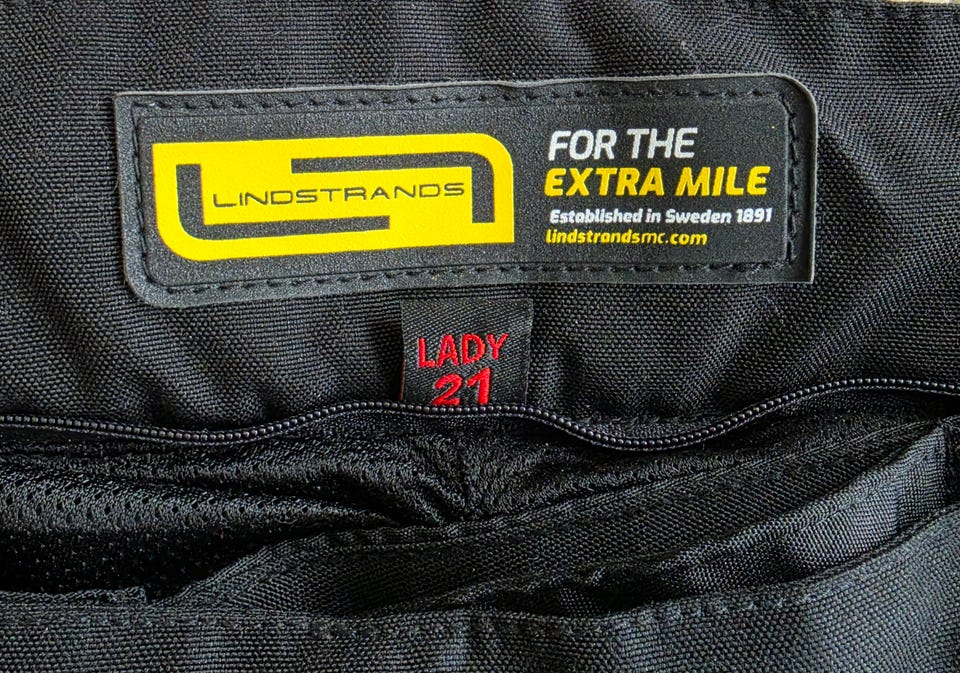 LINDSTRANDS
FOR THE
EXTRA MILE
Established in Sweden 1891
lindstrandsmc.com
LADY
21